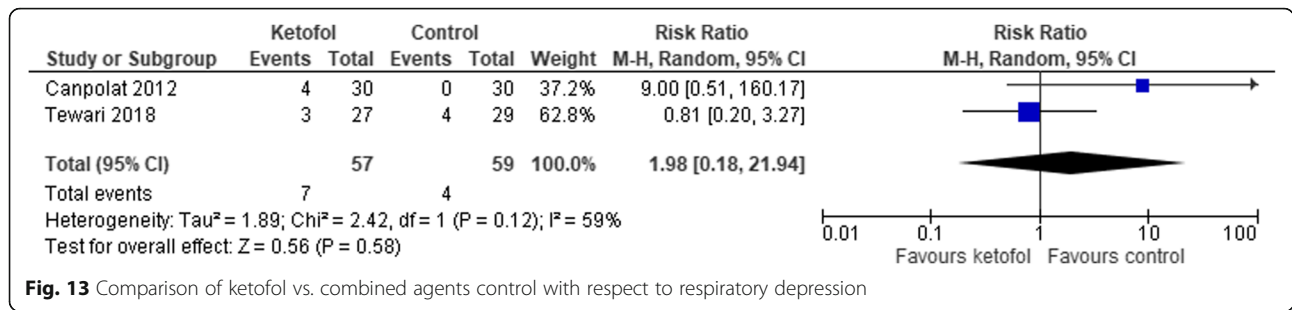 Ketofol Control Risk Ratio Risk Ratio
Study or Subgroup Events Total Events Total Weight M-H, Random, 95% CI M-H, Random, 95% CI
Canpolat 2012 4 30 0 30 37.2% 9.00 [0.51, 160.17]
Tewari 2018 3 27 4 29 62.8% 0.81 [0.20, 3.27]
Total (95% CI) 57 59 100.0% 1.98 [0.18, 21.94]
Total events 7 4
Heterogeneity: Tau² = 1.89; Chi² = 2.42, df = 1 (P = 0.12); I² = 59%
Test for overall effect: Z = 0.56 (P = 0.58)
0.01 0.1 1 10 100
Favours ketofol Favours control
Fig. 13 Comparison of ketofol vs. combined agents control with respect to respiratory depression